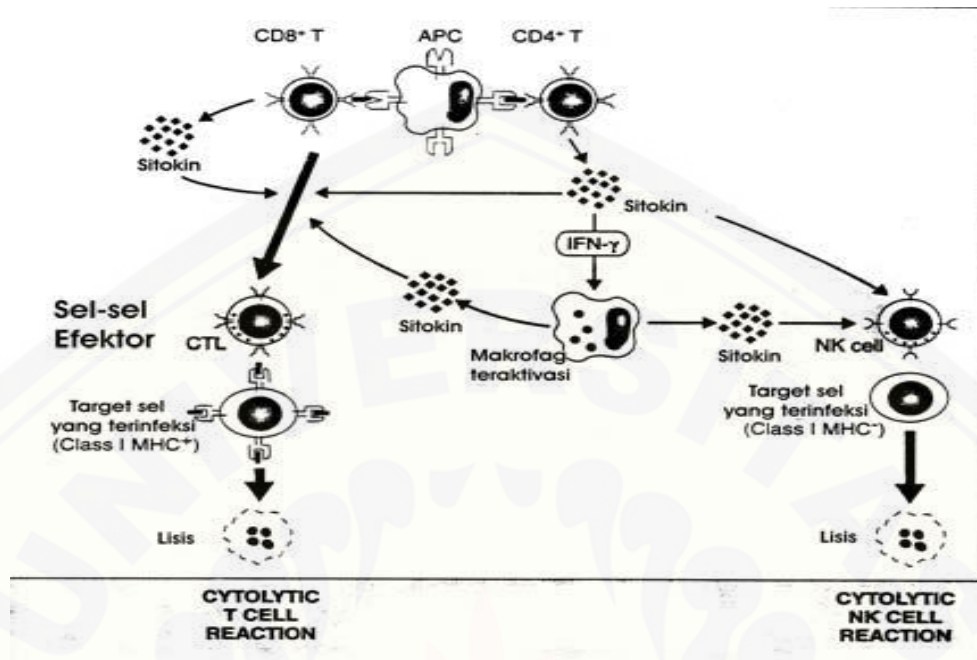 CD8⁺ T
APC
CD4⁺ T
Sitokin
Sitokin
IFN-γ
Sel-sel
Efektor
CTL
Sitokin
Makrofag
teraktivasi
Sitokin
NK cell
Target sel
yang terinfeksi
(Class I MHC⁺)
Target sel
yang terinfeksi
(Class I MHC⁻)
Lisis
Lisis
CYTOLYTIC
T CELL
REACTION
CYTOLYTIC
NK CELL
REACTION
UNIVERSITA